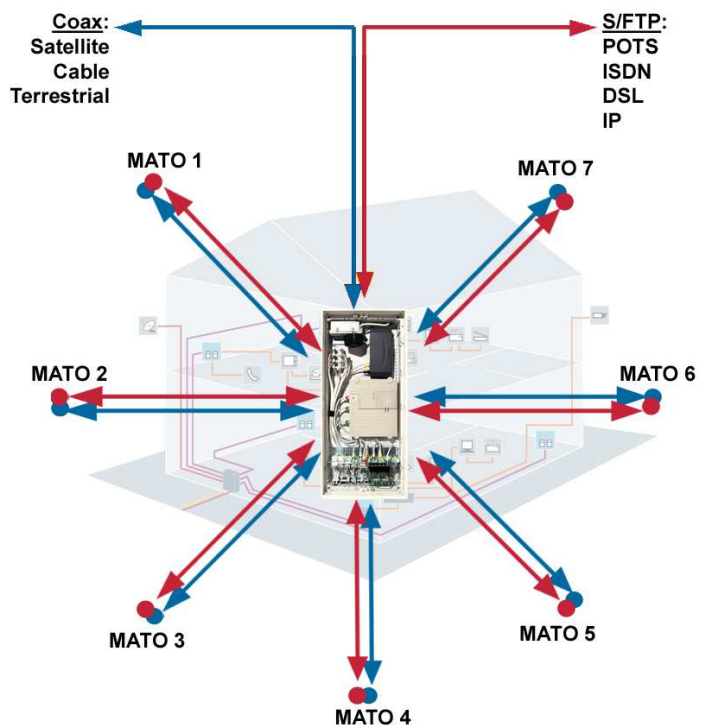 Coax:
Satellite
Cable
Terrestrial
S/FTP:
POTS
ISDN
DSL
IP
MATO 1
MATO 7
MATO 2
MATO 6
MATO 3
MATO 5
MATO 4